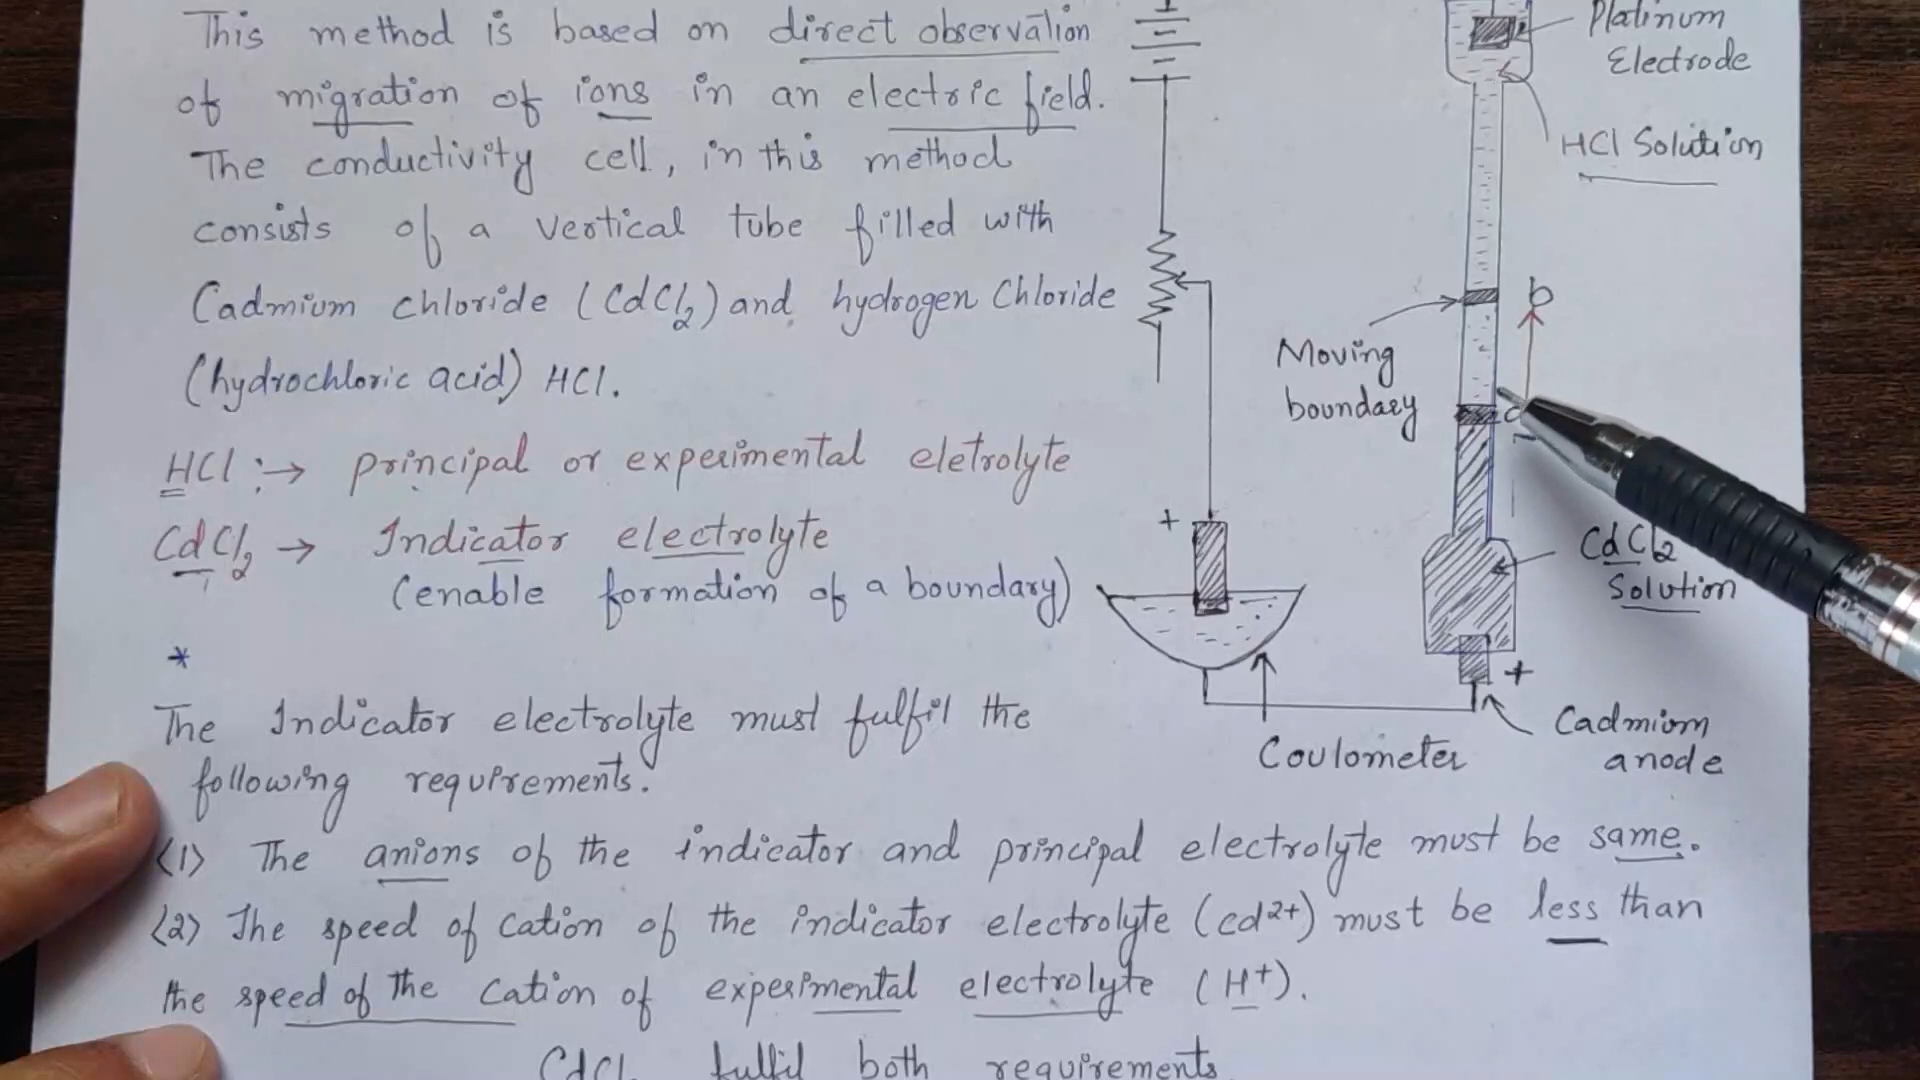 This method is based on direct observation
of migration of ions in an electric field.
The conductivity cell, in this method
consists of a vertical tube filled with
Cadmium chloride (CdCl2) and hydrogen Chloride
(hydrochloric acid) HCl.
HCl :→ principal or experimental eletrolyte
CdCl2 → Indicator electrolyte
(enable formation of a boundary)
*
The Indicator electrolyte must fulfil the
following requirements.
(1) The anions of the indicator and principal electrolyte must be same.
(2) The speed of cation of the indicator electrolyte (cd2+) must be less than
the speed of the cation of experimental electrolyte (H+).
CdCl fulfil both requirements
Platinum
Electrode
HCl Solution
b
Moving
boundary
CdCl2
Solution
+
+
Coulometer
Cadmium
anode